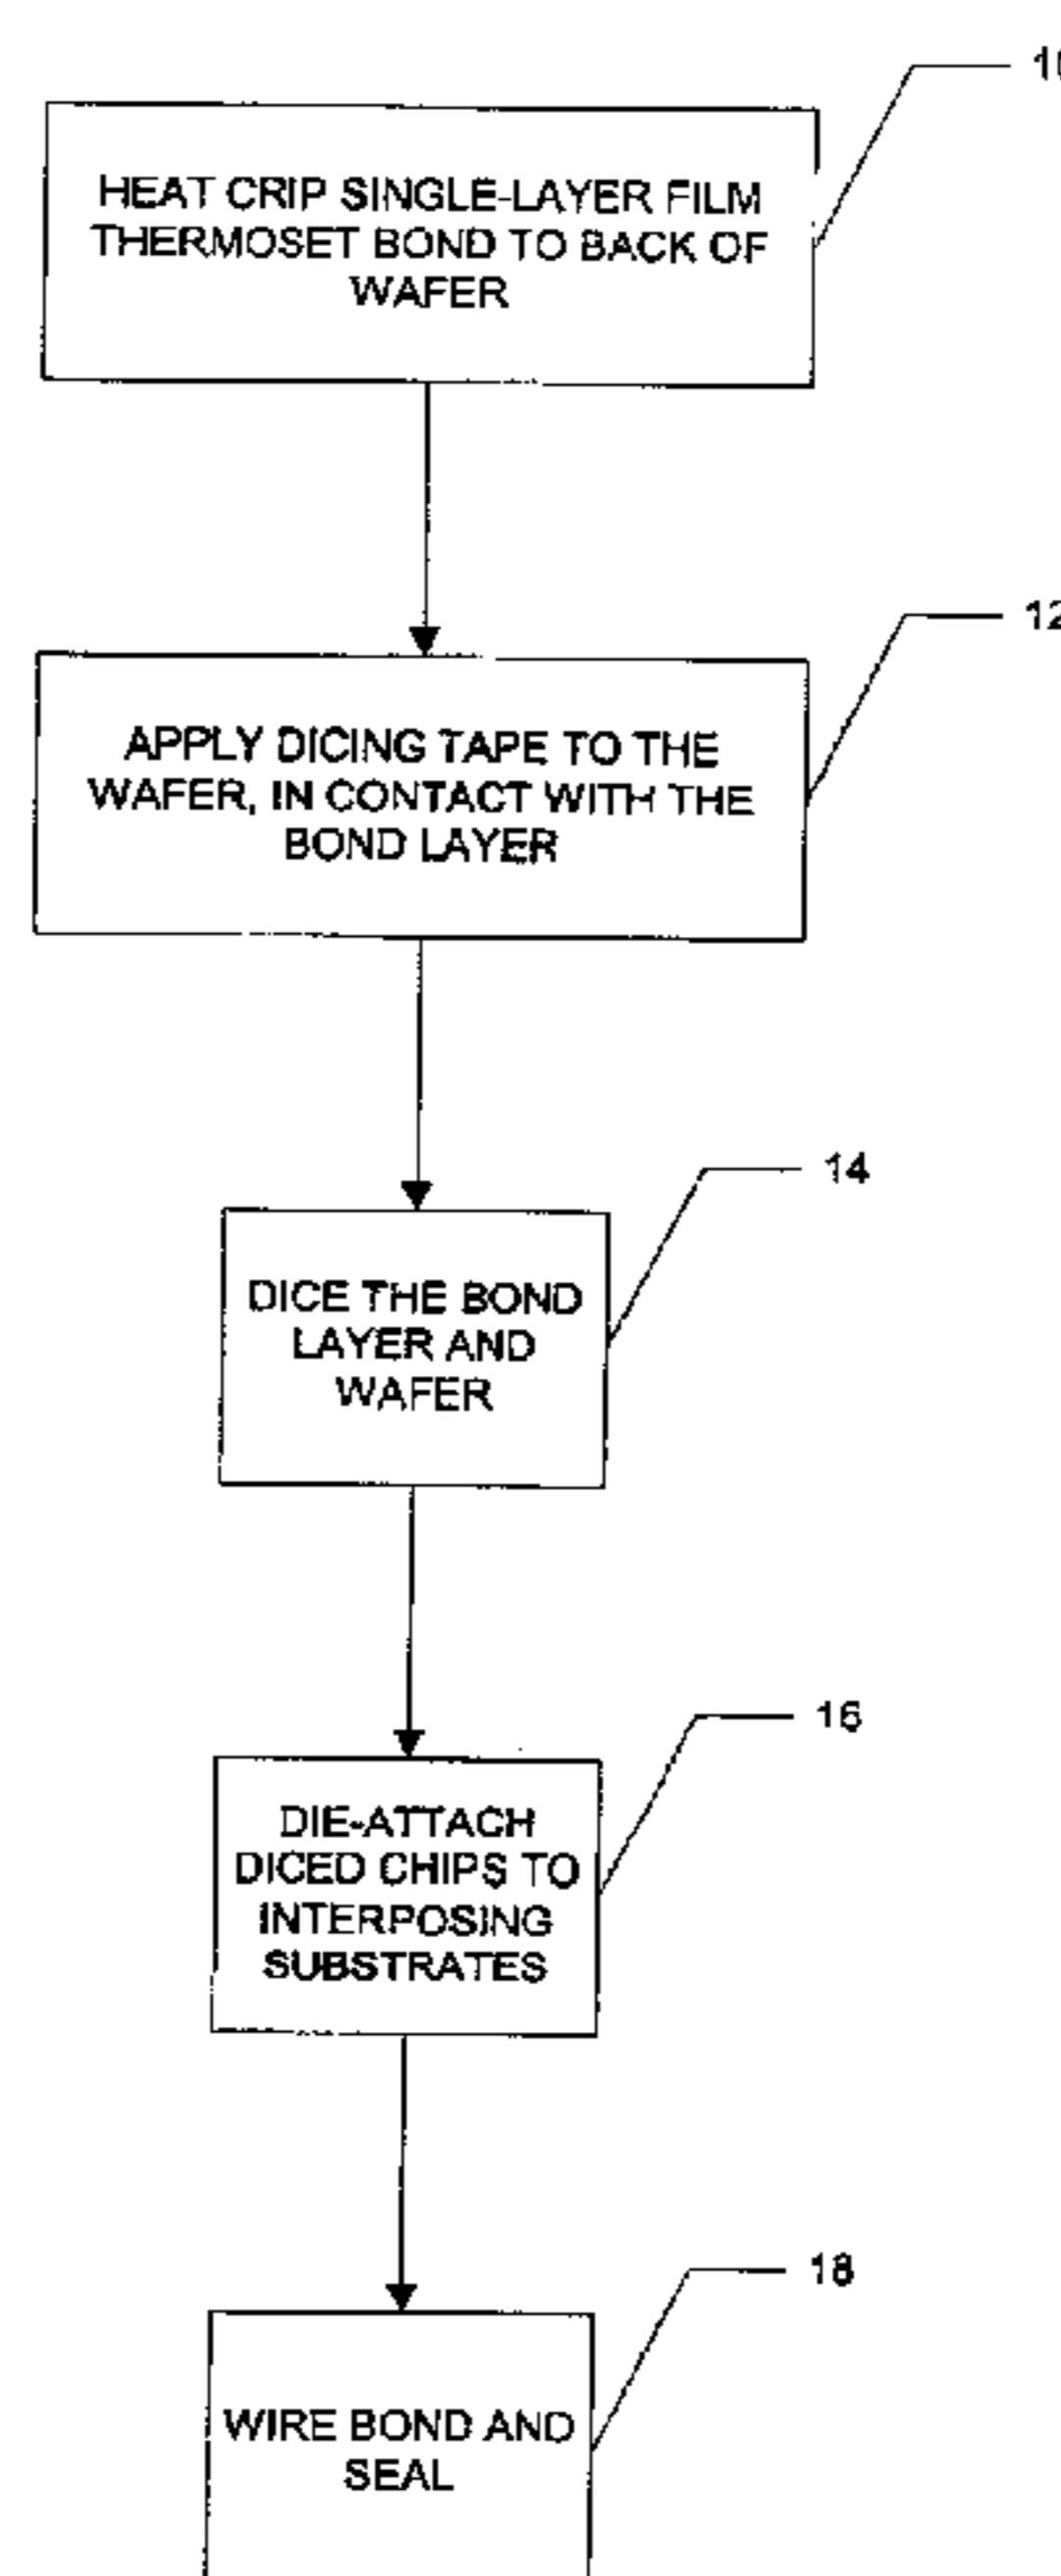 10
HEAT CRIP SINGLE-LAYER FILM
THERMOSET BOND TO BACK OF
WAFER
12
APPLY DICING TAPE TO THE
WAFER, IN CONTACT WITH THE
BOND LAYER
14
DICE THE BOND
LAYER AND
WAFER
16
DIE-ATTACH
DICED CHIPS TO
INTERPOSING
SUBSTRATES
18
WIRE BOND AND
SEAL